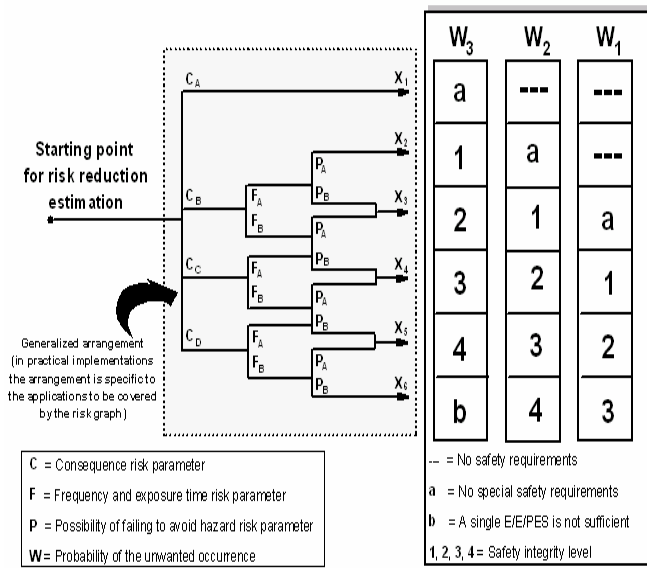 W3 W2 W1
CA X1
a --- ---
Starting point
for risk reduction
estimation
X2
PA
1 a ---
CB FA PB X3
FB PA
2 1 a
CC FA PB X4
FB PA
3 2 1
CD FA PB X5
FB PA
4 3 2
PB X6
b 4 3
Generalized arrangement
(in practical implementations
the arrangement is specific to
the applications to be covered
by the risk graph)
C = Consequence risk parameter
F = Frequency and exposure time risk parameter
P = Possibility of failing to avoid hazard risk parameter
W = Probability of the unwanted occurrence
--- = No safety requirements
a = No special safety requirements
b = A single E/E/PES is not sufficient
1, 2, 3, 4 = Safety integrity level